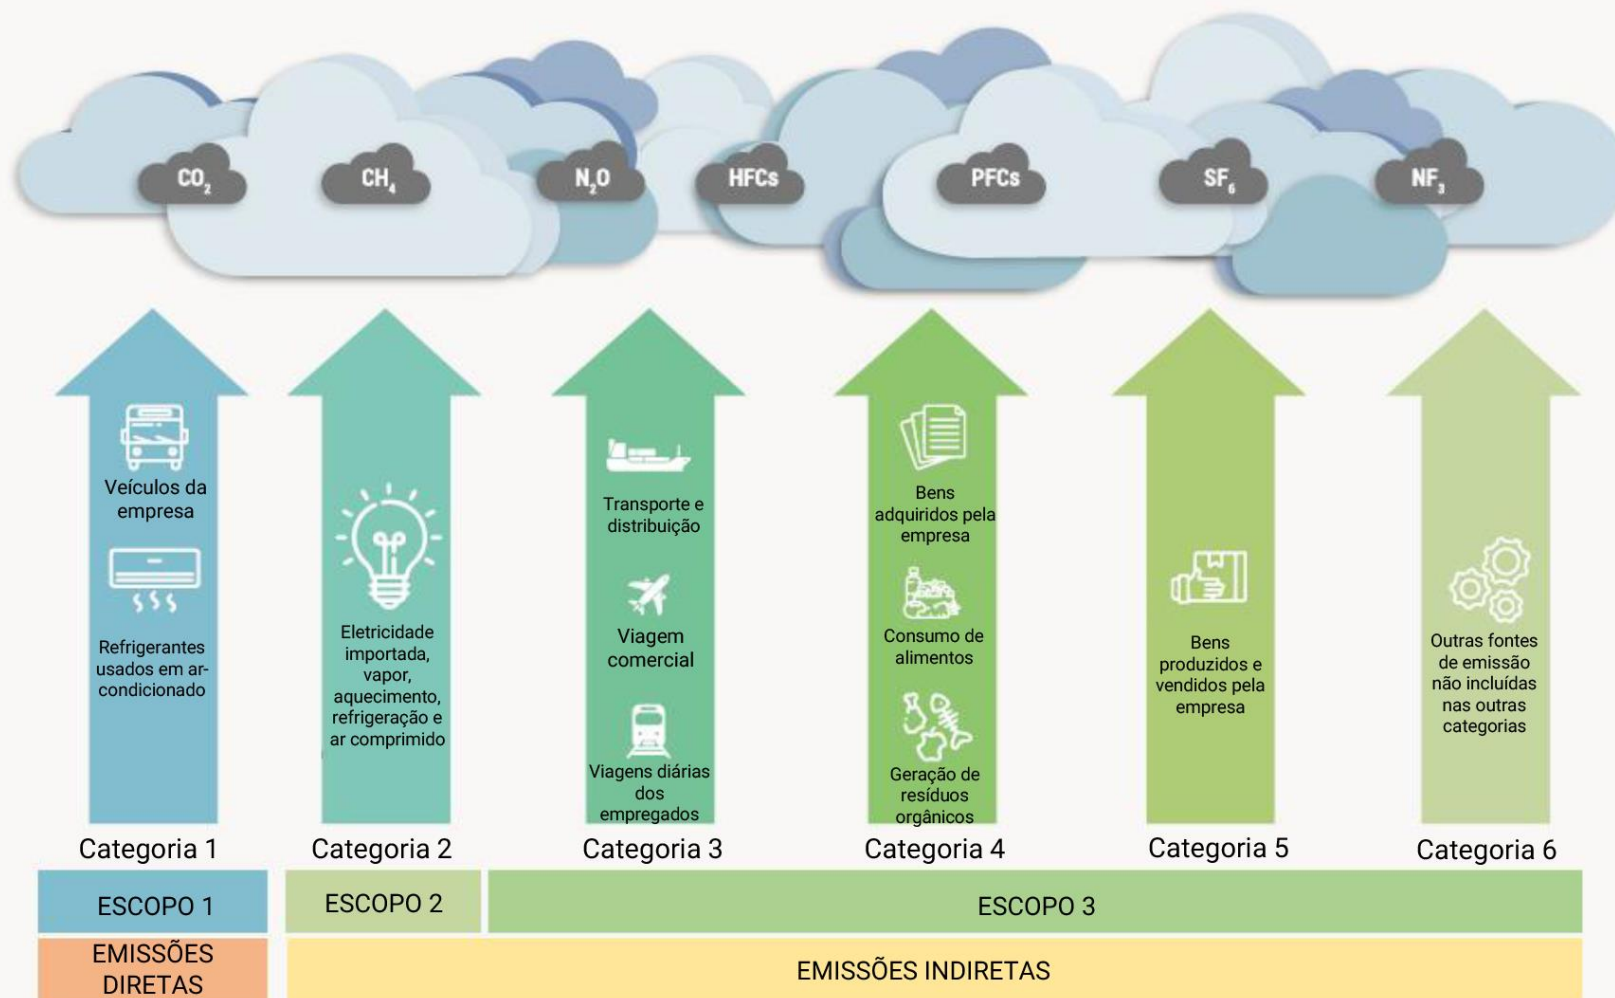 CO₂
CH₄
N₂O
HFCs
PFCs
SF₆
NF₃
Veículos da
empresa
Refrigerantes
usados em ar-
condicionado
Categoria 1
Eletricidade
importada,
vapor,
aquecimento,
refrigeração e
ar comprimido
Categoria 2
Transporte e
distribuição
Viagem
comercial
Viagens diárias
dos
empregados
Categoria 3
Bens
adquiridos pela
empresa
Consumo de
alimentos
Geração de
resíduos
orgânicos
Categoria 4
Bens
produzidos e
vendidos pela
empresa
Categoria 5
Outras fontes
de emissão
não incluídas
nas outras
categorias
Categoria 6
ESCOPO 1
ESCOPO 2
ESCOPO 3
EMISSÕES
DIRETAS
EMISSÕES INDIRETAS